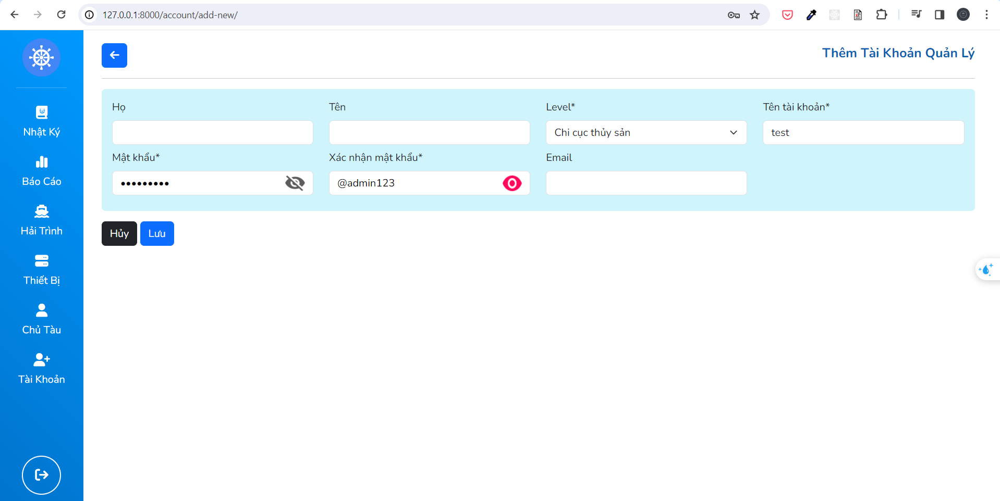 127.0.0.1:8000/account/add-new/
Thêm Tài Khoản Quản Lý
Nhật Ký
Báo Cáo
Hải Trình
Thiết Bị
Chủ Tàu
Tài Khoản
Họ
Tên
Level*
Tên tài khoản*
Chi cục thủy sản
test
Mật khẩu*
Xác nhận mật khẩu*
Email
•••••••••
@admin123
Hủy
Lưu